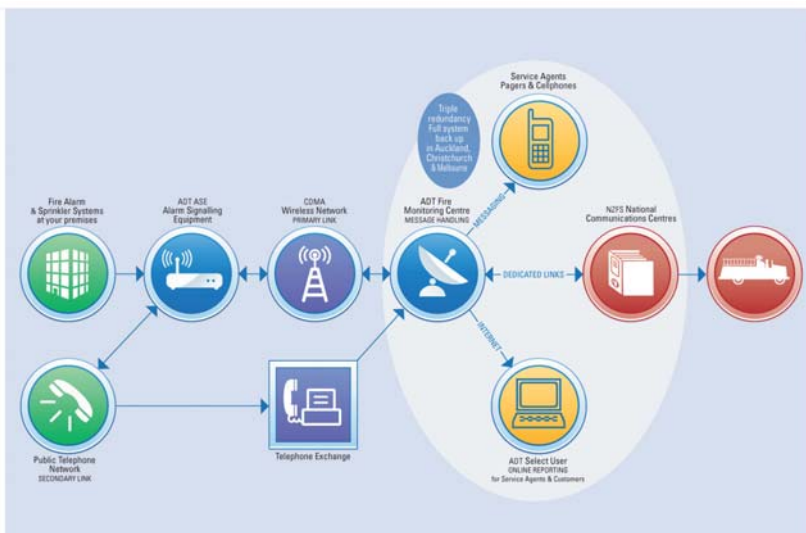 Service Agents
Pagers & Cellphones
Triple
redundancy
Full system
back up
in Auckland,
Christchurch
& Melbourne
Fire Alarm
& Sprinkler Systems
at your premises
ADT ASE
Alarm Signalling
Equipment
CDMA
Wireless Network
PRIMARY LINK
ADT Fire
Monitoring Centre
MESSAGE HANDLING
MESSAGING
NZFS National
Communications Centres
DEDICATED LINKS
INTERNET
Public Telephone
Network
SECONDARY LINK
Telephone Exchange
ADT Select User
ONLINE REPORTING
for Service Agents & Customers